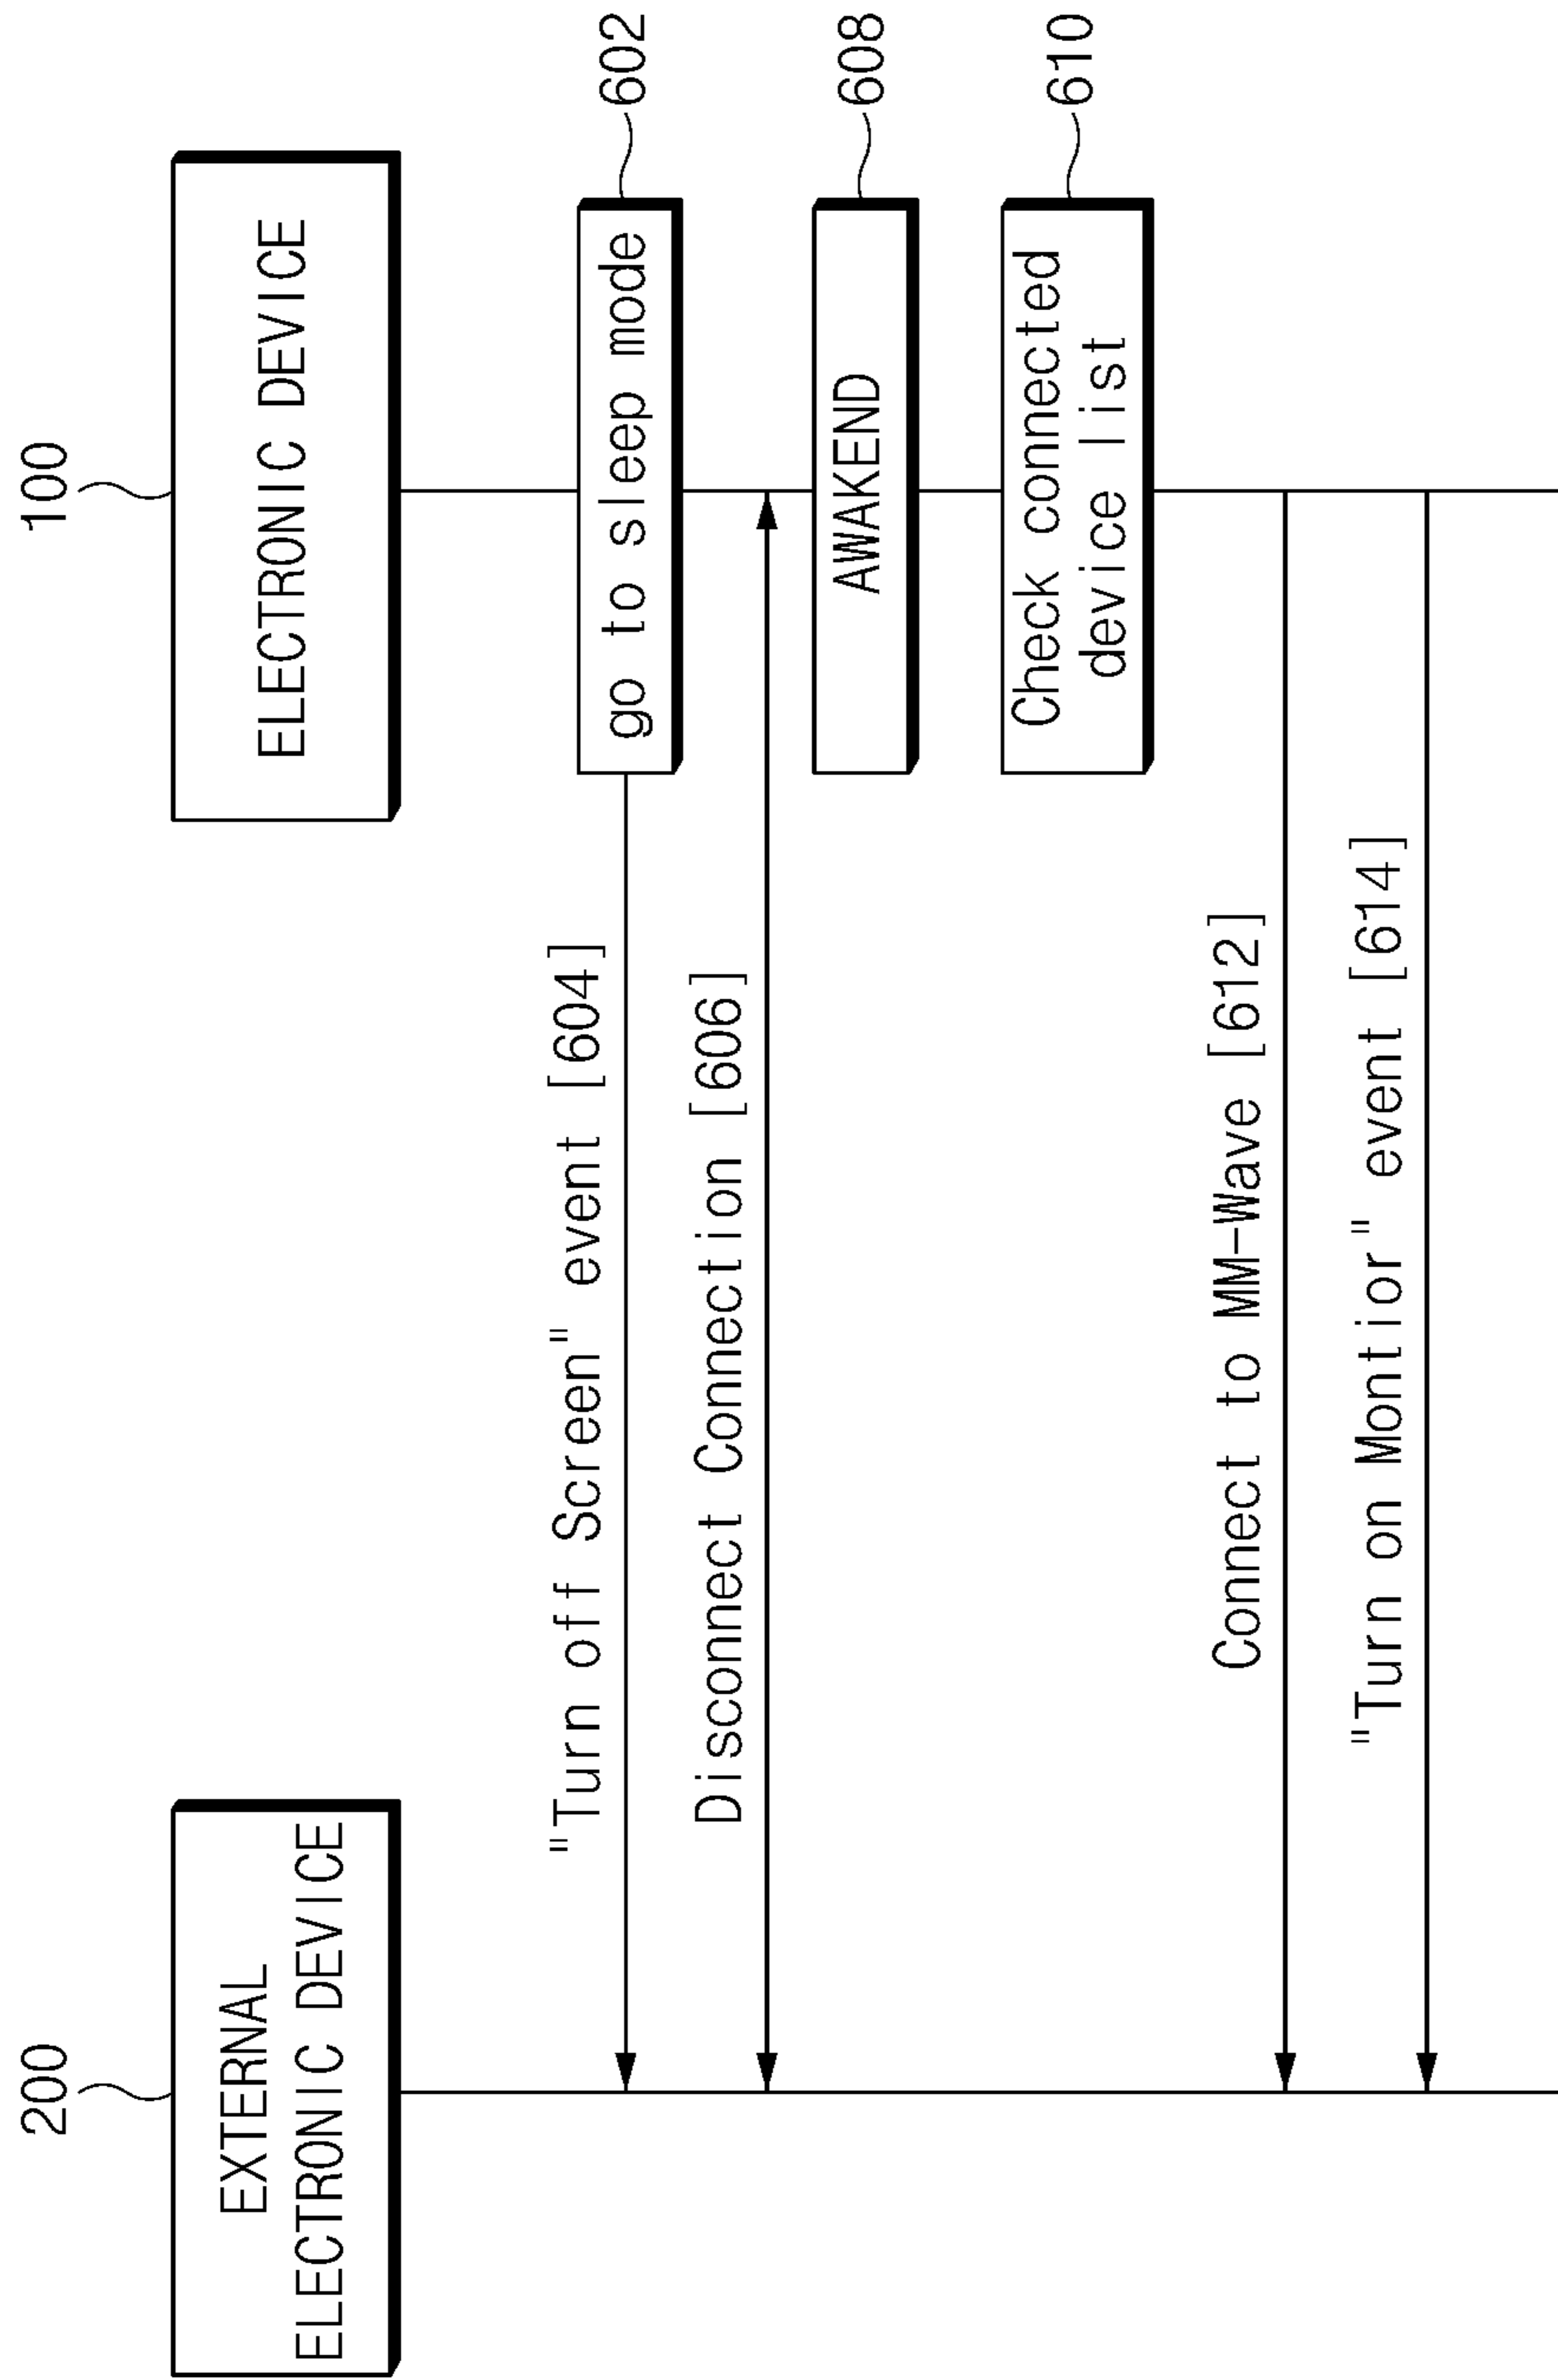 200
100
EXTERNAL
ELECTRONIC DEVICE
ELECTRONIC DEVICE
"Turn off Screen" event [604]
go to sleep mode
602
Disconnect Connection [606]
AWAKEND
608
Check connected
device list
610
Connect to MM-Wave [612]
"Turn on Montior" event [614]